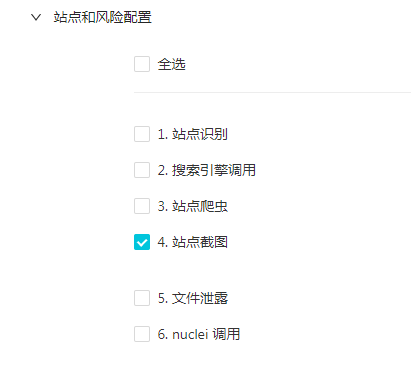 站点和风险配置
全选
1. 站点识别
2. 搜索引擎调用
3. 站点爬虫
4. 站点截图
5. 文件泄露
6. nuclei 调用